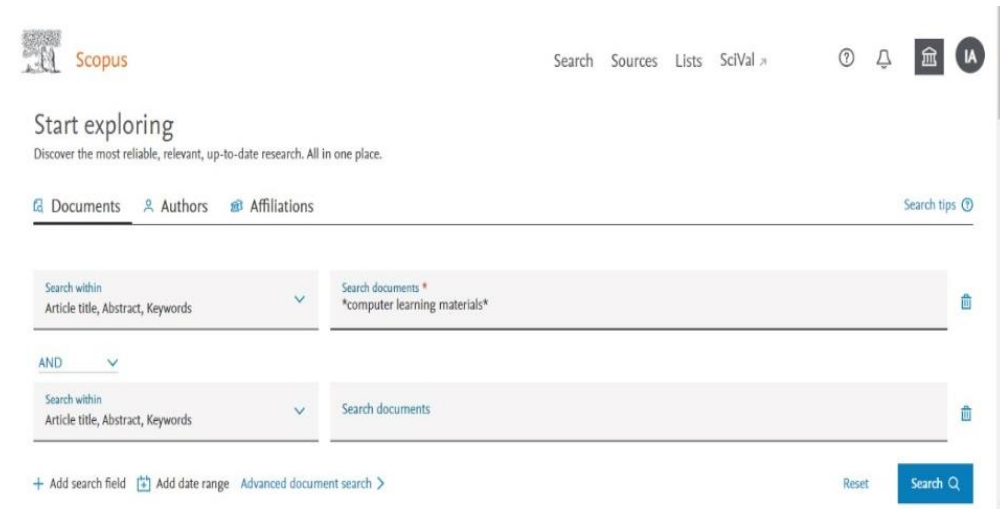 Scopus
Search Sources Lists SciVal
IA
Start exploring
Discover the most reliable, relevant, up-to-date research. All in one place.
Documents Authors Affiliations
Search tips
Search within
Article title, Abstract, Keywords
Search documents *
*computer learning materials*
AND
Search within
Article title, Abstract, Keywords
Search documents
+ Add search field Add date range Advanced document search >
Reset
Search